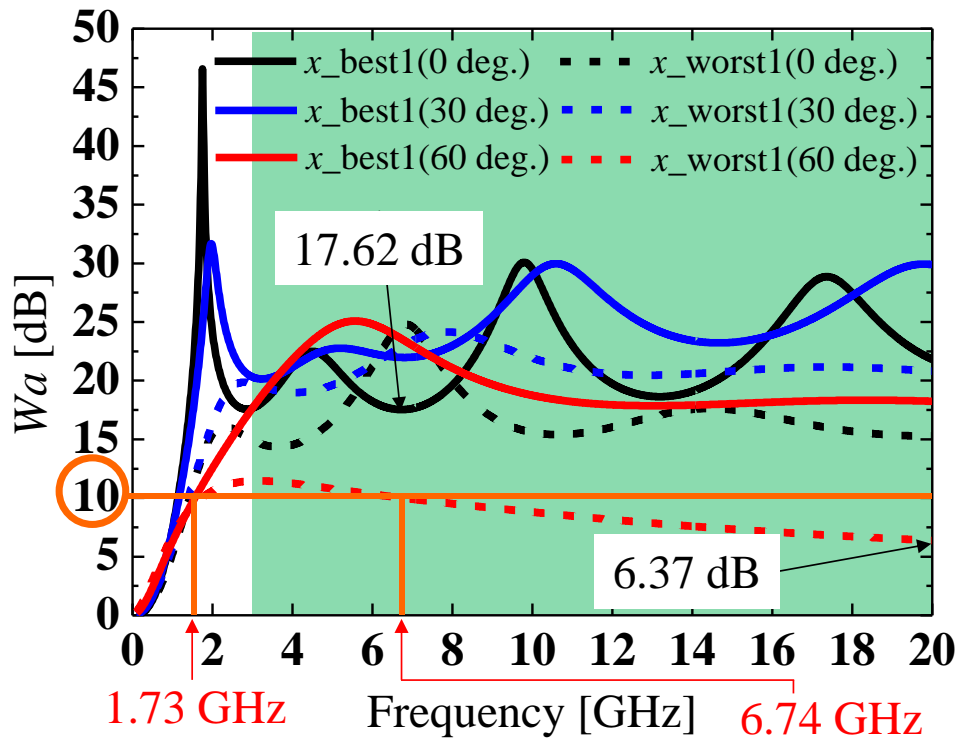 50
45
40
35
30
25
20
15
10
5
0
Wa [dB]
x_best1(0 deg.)
x_worst1(0 deg.)
x_best1(30 deg.)
x_worst1(30 deg.)
x_best1(60 deg.)
x_worst1(60 deg.)
17.62 dB
6.37 dB
0 2 4 6 8 10 12 14 16 18 20
1.73 GHz
Frequency [GHz]
6.74 GHz